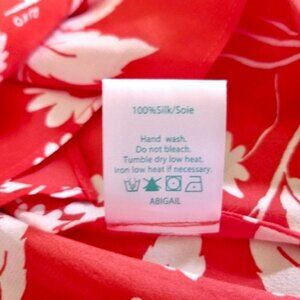 100%Silk/Soie
Hand wash.
Do not bleach.
Tumble dry low heat.
Iron low heat if necessary.
ABIGAIL